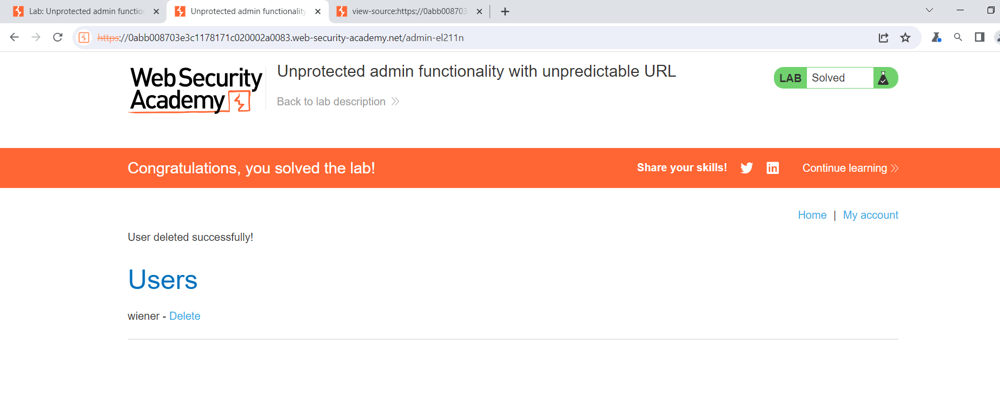 Lab: Unprotected admin functio
Unprotected admin functionality
view-source:https://0abb008703
https://0abb008703e3c1178171c020002a0083.web-security-academy.net/admin-el211n
Web Security
Academy
Unprotected admin functionality with unpredictable URL
Back to lab description
LAB Solved
Congratulations, you solved the lab!
Share your skills!
Continue learning
Home | My account
User deleted successfully!
Users
wiener - Delete